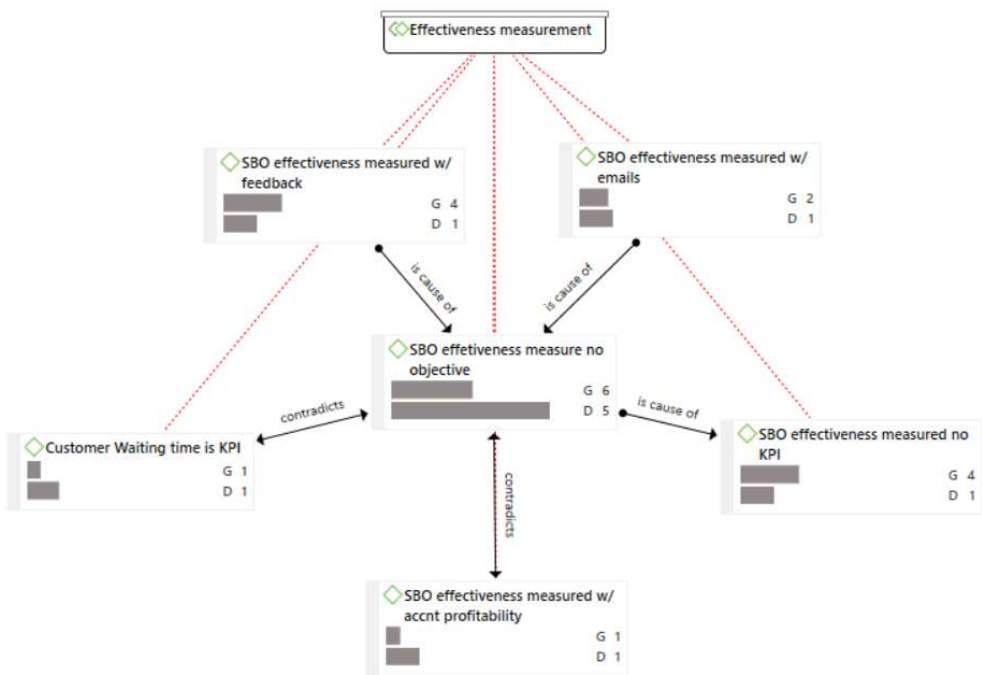 Effectiveness measurement
SBO effectiveness measured w/
feedback
G 4
D 1
SBO effectiveness measured w/
emails
G 2
D 1
is cause of
is cause of
SBO effetiveness measure no
objective
G 6
D 5
contradicts
is cause of
Customer Waiting time is KPI
G 1
D 1
SBO effectiveness measured no
KPI
G 4
D 1
contradicts
SBO effectiveness measured w/
accnt profitability
G 1
D 1